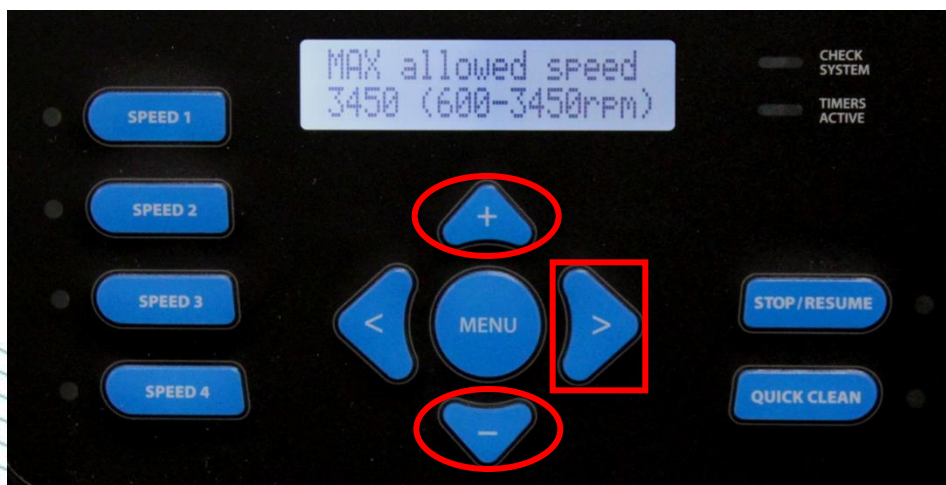 MAX allowed speed
3450 (600-3450rpm)
CHECK
SYSTEM
TIMERS
ACTIVE
SPEED 1
SPEED 2
SPEED 3
SPEED 4
+
<
MENU
>
-
STOP/RESUME
QUICK CLEAN